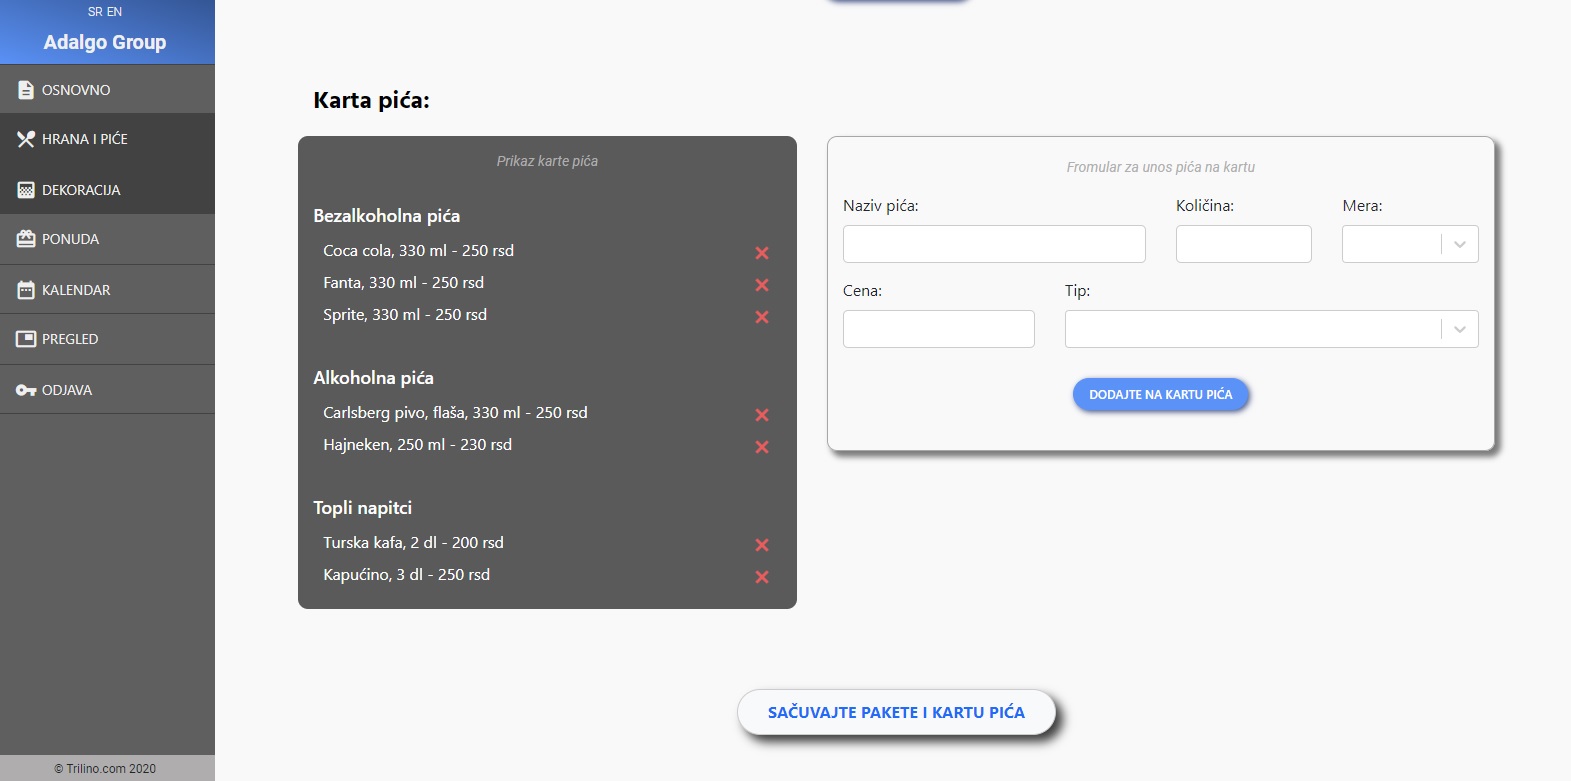 SR EN
Adalgo Group
OSNOVNO
HRANA I PIĆE
DEKORACIJA
PONUDA
KALENDAR
PREGLED
ODJAVA
© Trilino.com 2020
Karta pića:
Prikaz karte pića
Bezalkoholna pića
Coca cola, 330 ml - 250 rsd
Fanta, 330 ml - 250 rsd
Sprite, 330 ml - 250 rsd
Alkoholna pića
Carlsberg pivo, flaša, 330 ml - 250 rsd
Hajneken, 250 ml - 230 rsd
Topli napitci
Turska kafa, 2 dl - 200 rsd
Kapućino, 3 dl - 250 rsd
Fromular za unos pića na kartu
Naziv pića: Količina: Mera:
Cena: Tip:
DODAJTE NA KARTU PIĆA
SAČUVAJTE PAKETE I KARTU PIĆA